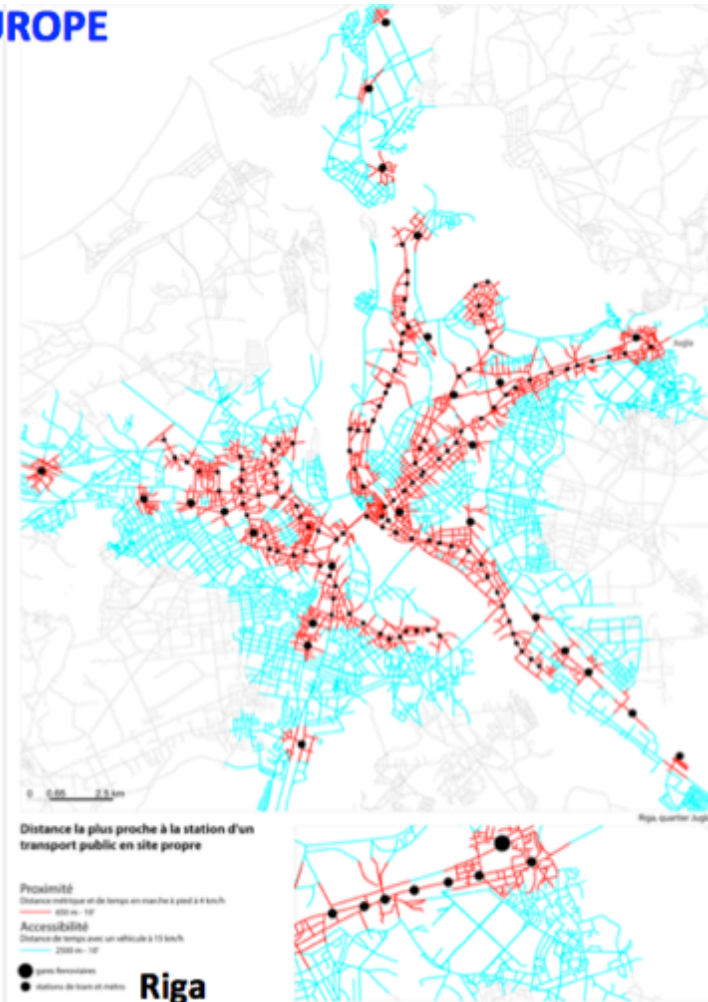 UROPE
Jugla
0 0.65 2.5 km
Riga, quartier Jugla
Distance la plus proche à la station d'un
transport public en site propre
Proximité
Distance métrique et de temps en marche à pied à 4 km/h
650 m - 10'
Accessibilité
Distance de temps avec un véhicule à 15 km/h
2500 m - 10'
gares ferroviaires
stations de tram et métro
Riga